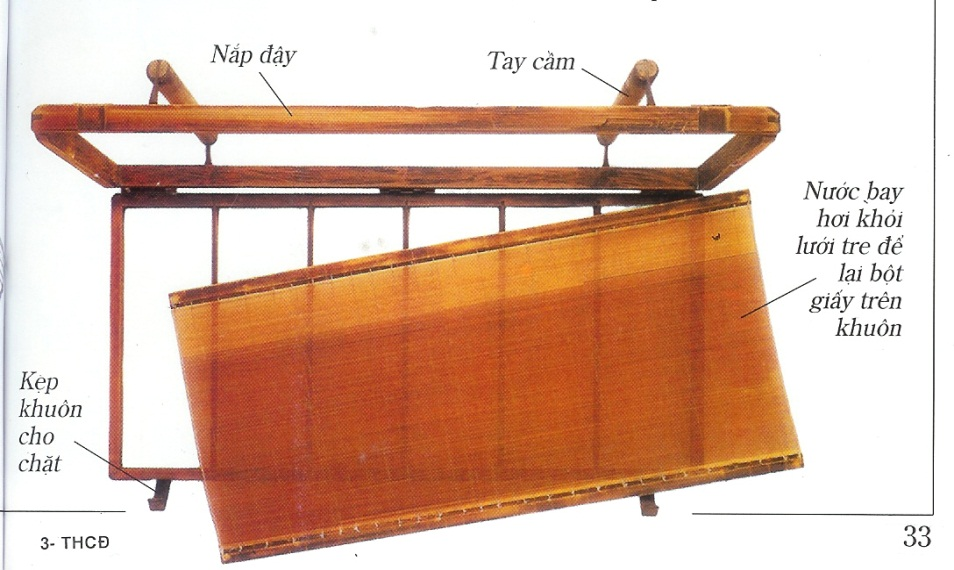 Nắp đậy
Tay cầm
Nước bay
hơi khỏi
lưới tre để
lại bột
giấy trên
khuôn
Kẹp
khuôn
cho
chặt
3- THCĐ
33